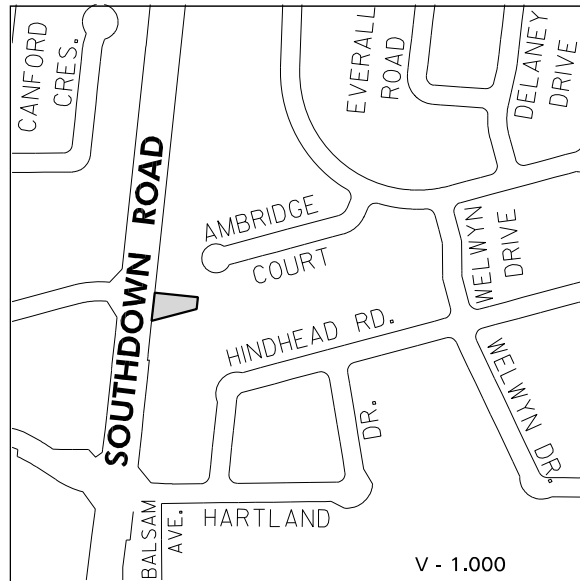 CANFORD
CRES.
EVERALL
ROAD
DELANEY
DRIVE
SOUTHDOWN ROAD
AMBRIDGE
COURT
WELWYN
DRIVE
HINDHEAD RD.
WELWYN DR.
DR.
HARTLAND
BALSAM
AVE.
V - 1.000